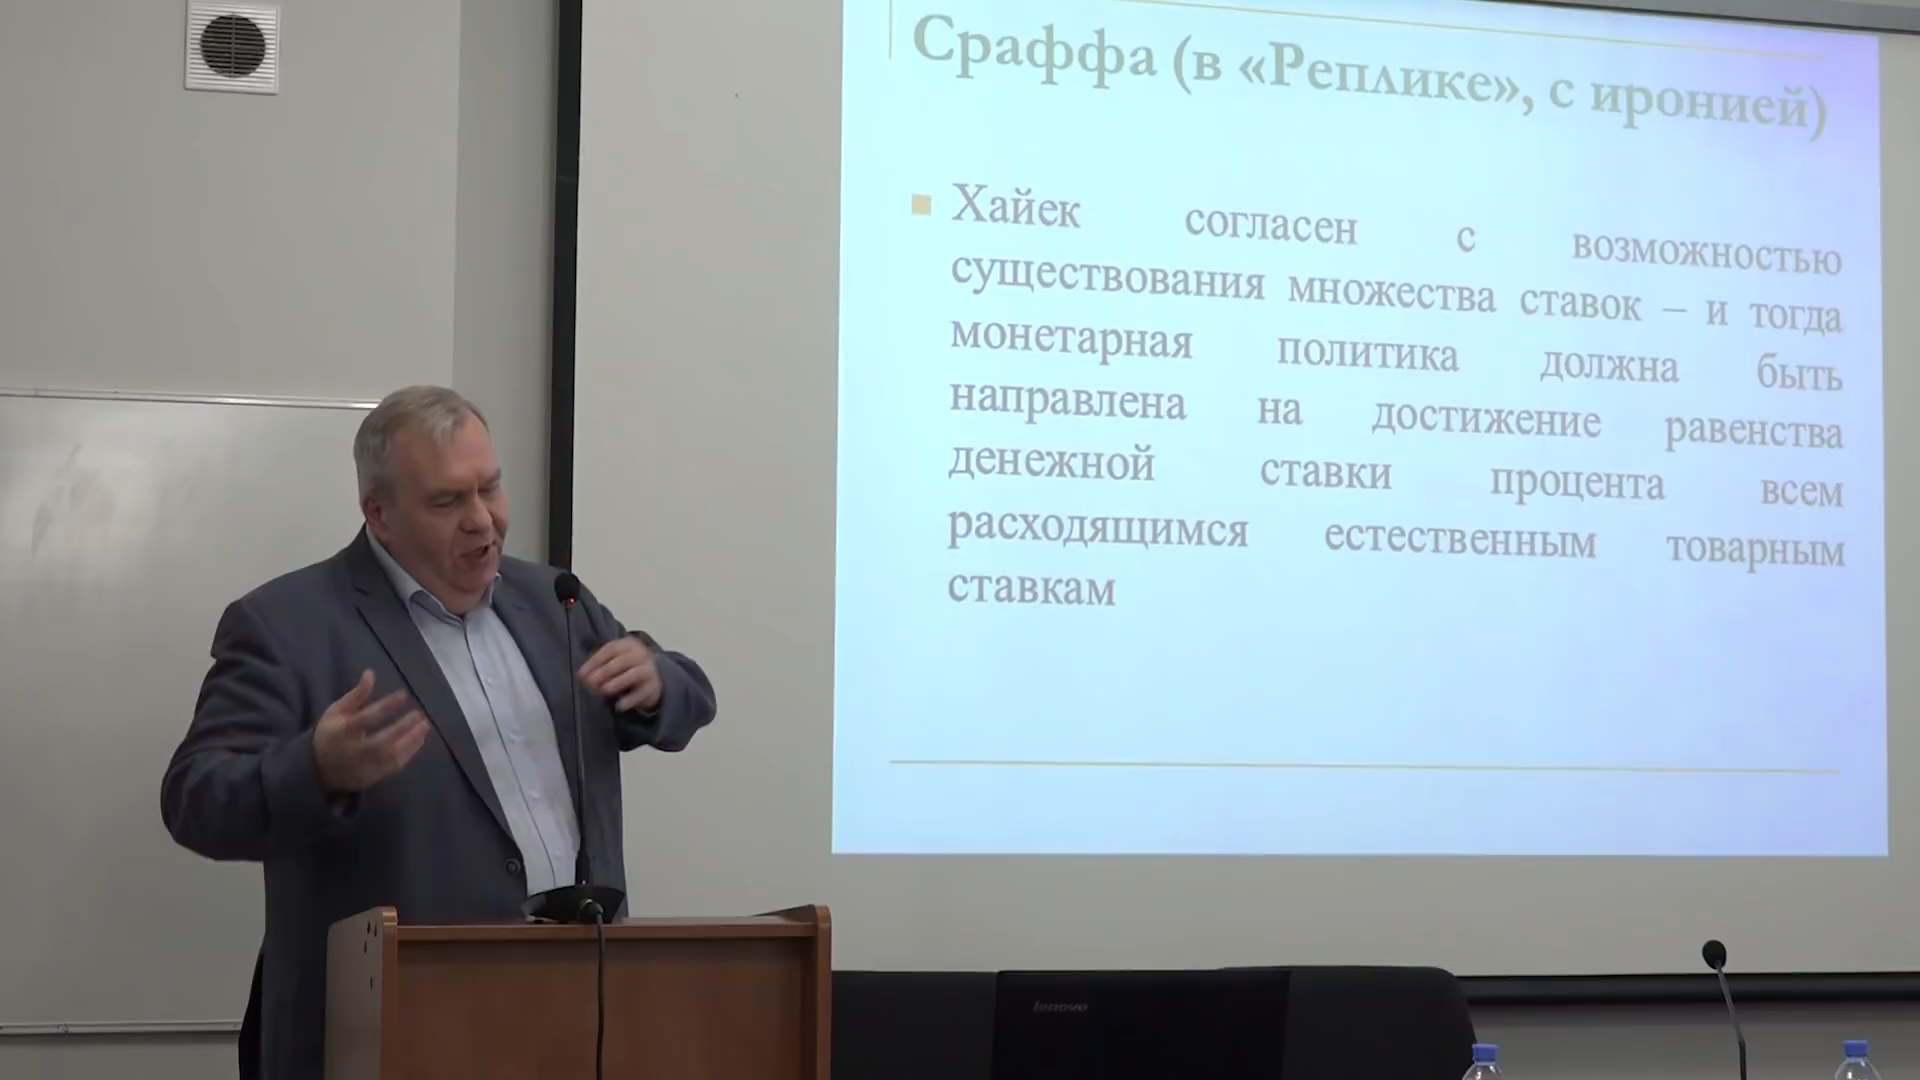 Сраффа (в «Реплике», с иронией)
Хайек согласен с возможностью
существования множества ставок – и тогда
монетарная политика должна быть
направлена на достижение равенства
денежной ставки процента всем
расходящимся естественным товарным
ставкам
lenovo